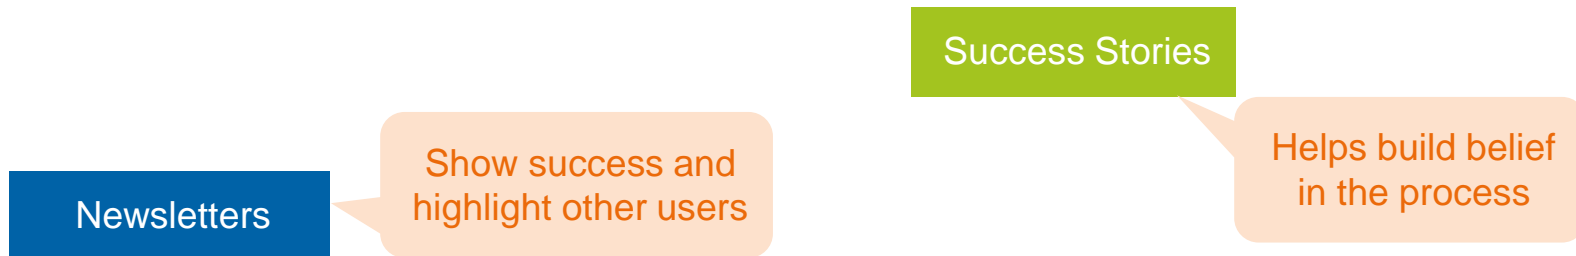 Success Stories
Helps build belief
in the process
Show success and
highlight other users
Newsletters